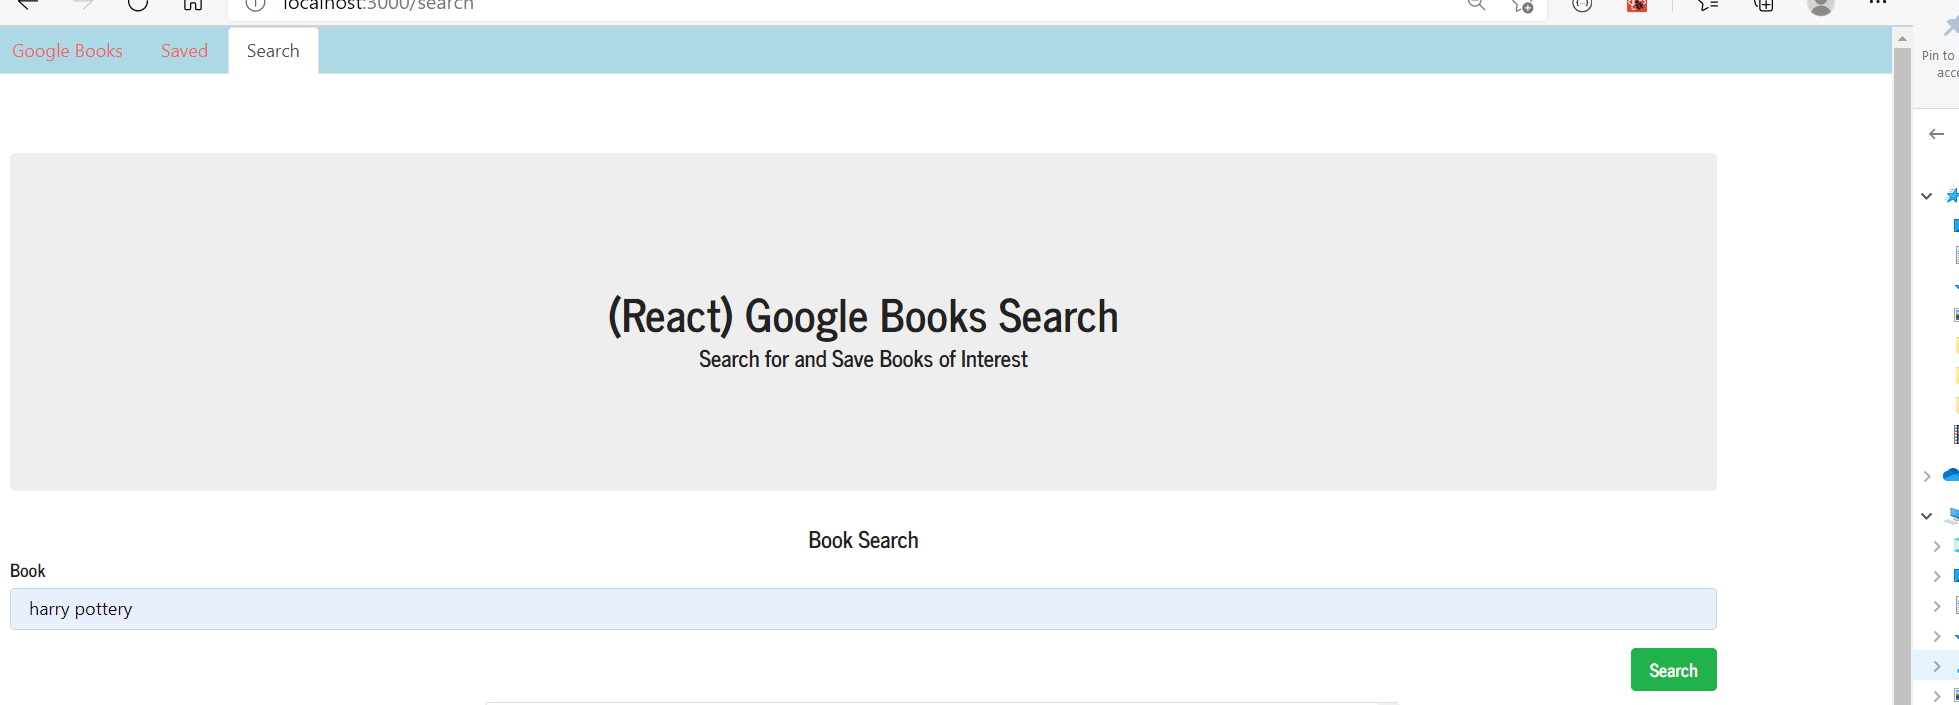 localhost:3000/search
Google Books Saved Search
Pin to
(React) Google Books Search
Search for and Save Books of Interest
Book Search
Book
harry pottery
Search